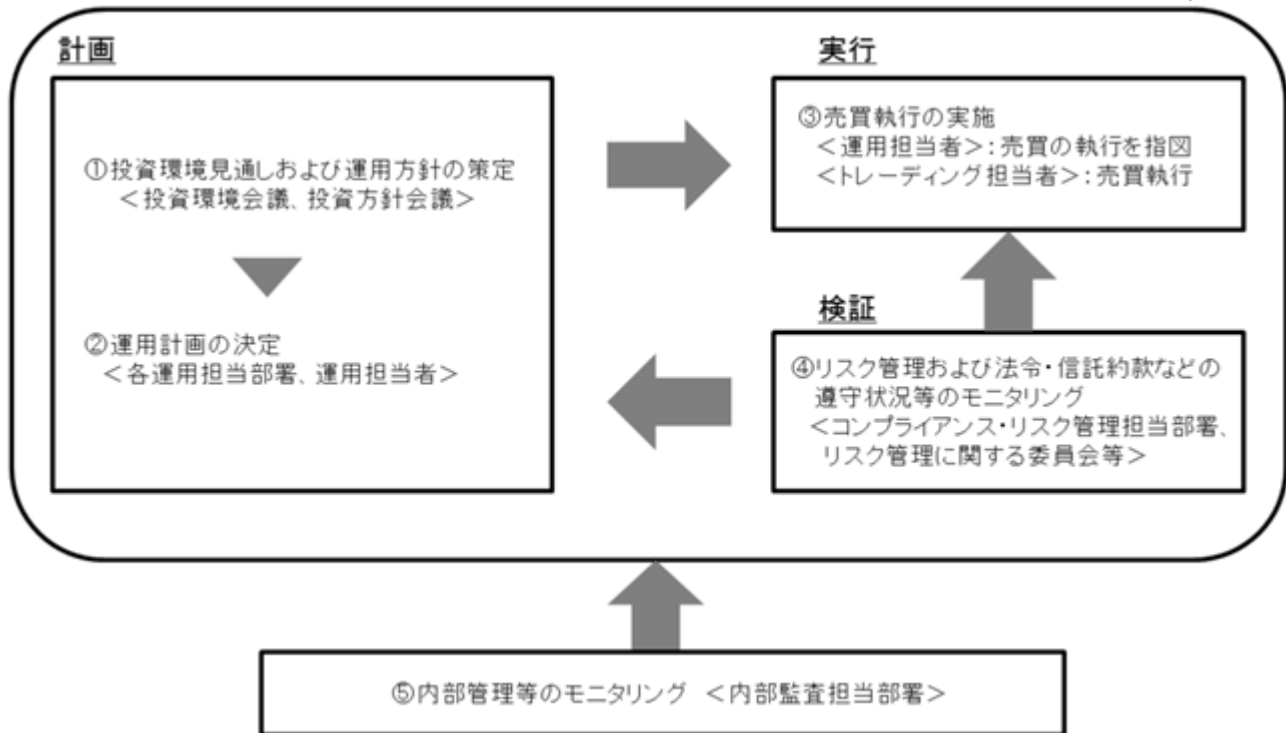 計画
①投資環境見通しおよび運用方針の策定
＜投資環境会議、投資方針会議＞
②運用計画の決定
＜各運用担当部署、運用担当者＞
実行
③売買執行の実施
＜運用担当者＞：売買の執行を指図
＜トレーディング担当者＞：売買執行
検証
④リスク管理および法令・信託約款などの
遵守状況等のモニタリング
＜コンプライアンス・リスク管理担当部署、
リスク管理に関する委員会等＞
⑤内部管理等のモニタリング　＜内部監査担当部署＞